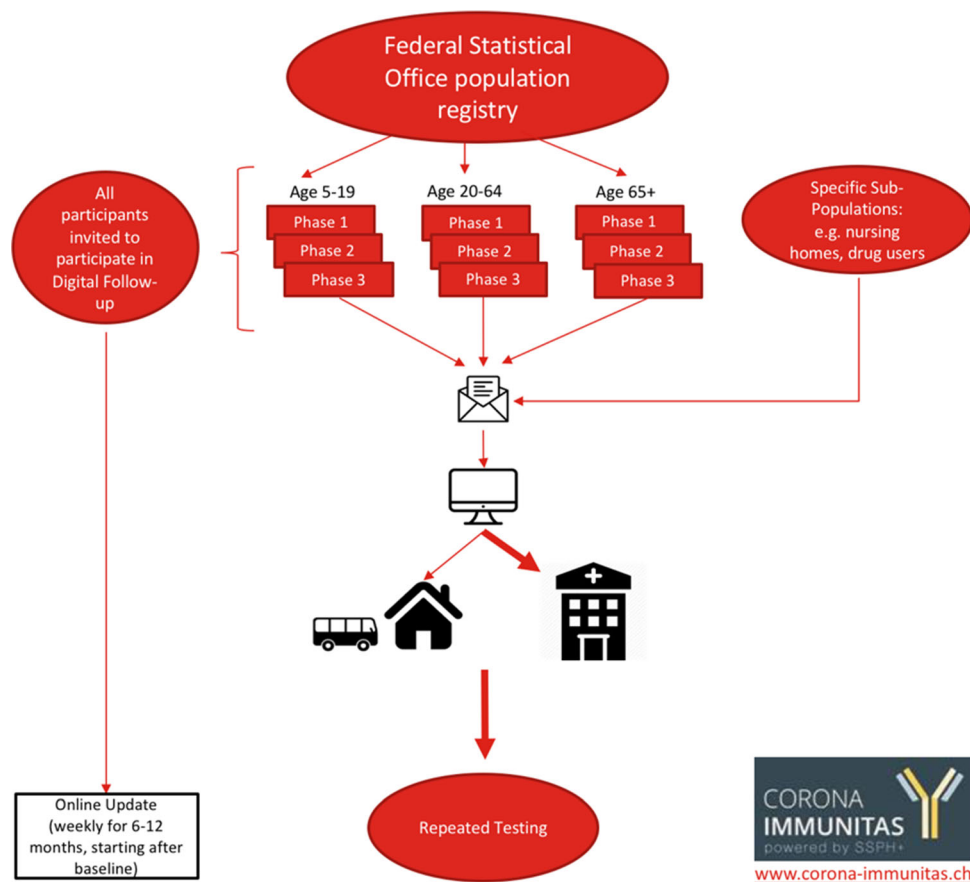 Federal Statistical
Office population
registry
All
participants
invited to
participate in
Digital Follow-
up
Age 5-19
Phase 1
Phase 2
Phase 3
Age 20-64
Phase 1
Phase 2
Phase 3
Age 65+
Phase 1
Phase 2
Phase 3
Specific Sub-
Populations:
e.g. nursing
homes, drug users
Online Update
(weekly for 6-12
months, starting after
baseline)
Repeated Testing
CORONA
IMMUNITAS
powered by SSPH+
www.corona-immunitas.ch